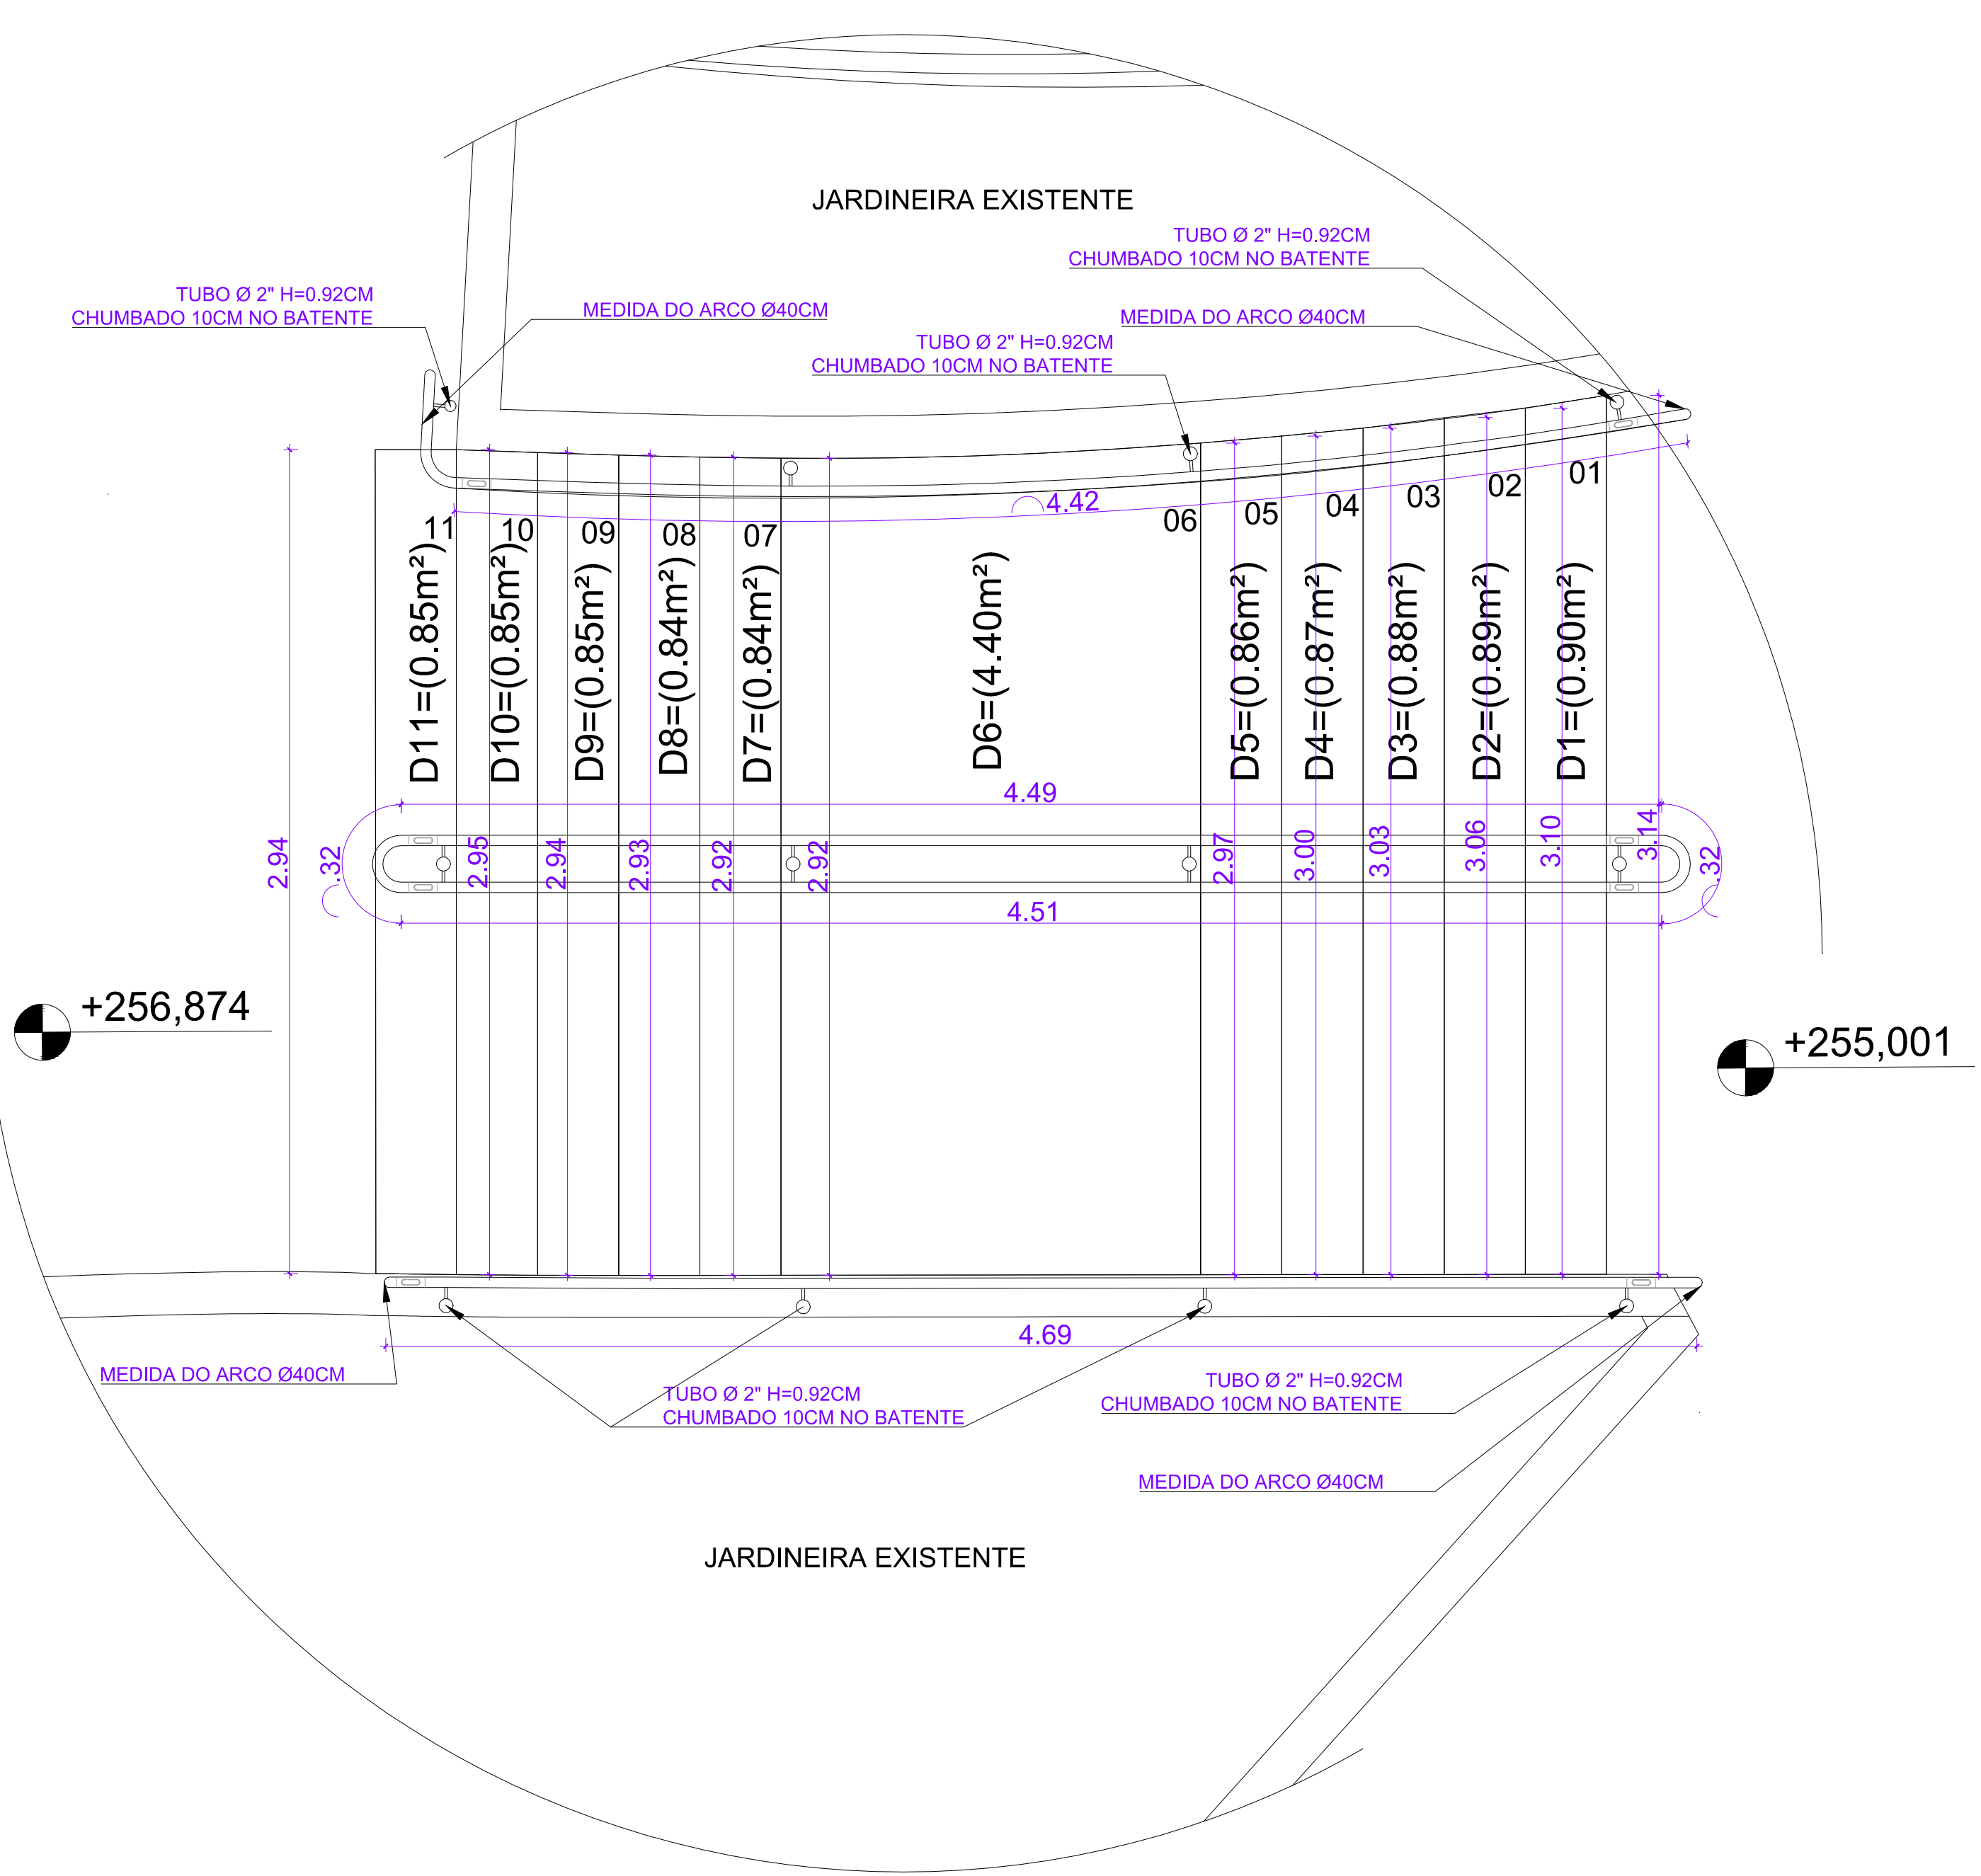 JARDINEIRA EXISTENTE
TUBO Ø 2" H=0.92CM
CHUMBADO 10CM NO BATENTE
TUBO Ø 2" H=0.92CM
CHUMBADO 10CM NO BATENTE
MEDIDA DO ARCO Ø40CM
MEDIDA DO ARCO Ø40CM
TUBO Ø 2" H=0.92CM
CHUMBADO 10CM NO BATENTE
4.42
11
10
09
08
07
06
05
04
03
02
01
D11=(0.85m²)
D10=(0.85m²)
D9=(0.85m²)
D8=(0.84m²)
D7=(0.84m²)
D6=(4.40m²)
D5=(0.86m²)
D4=(0.87m²)
D3=(0.88m²)
D2=(0.89m²)
D1=(0.90m²)
4.49
2.94
.32
2.95
2.94
2.93
2.92
2.92
2.97
3.00
3.03
3.06
3.10
3.14
.32
4.51
+256,874
+255,001
4.69
MEDIDA DO ARCO Ø40CM
TUBO Ø 2" H=0.92CM
CHUMBADO 10CM NO BATENTE
TUBO Ø 2" H=0.92CM
CHUMBADO 10CM NO BATENTE
MEDIDA DO ARCO Ø40CM
JARDINEIRA EXISTENTE